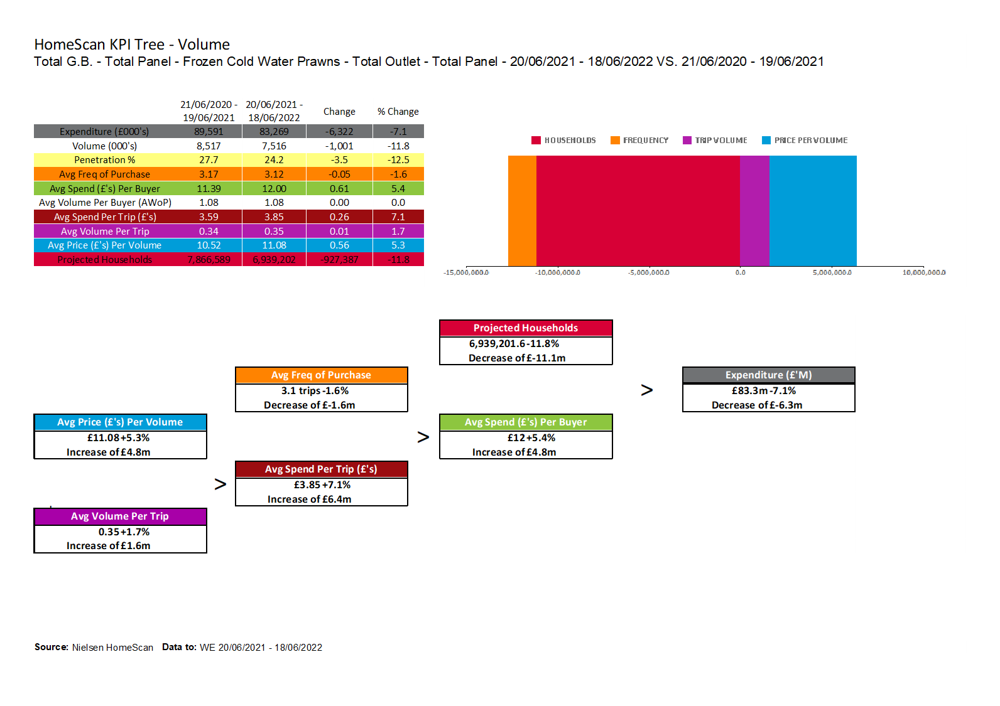 HomeScan KPI Tree - Volume
Total G.B. - Total Panel - Frozen Cold Water Prawns - Total Outlet - Total Panel - 20/06/2021 - 18/06/2022 VS. 21/06/2020 - 19/06/2021
21/06/2020 - 19/06/2021 20/06/2021 - 18/06/2022 Change % Change
Expenditure (£000's) 89,591 83,269 -6,322 -7.1
Volume (000's) 8,517 7,516 -1,001 -11.8
Penetration % 27.7 24.2 -3.5 -12.5
Avg Freq of Purchase 3.17 3.12 -0.05 -1.6
Avg Spend (£'s) Per Buyer 11.39 12.00 0.61 5.4
Avg Volume Per Buyer (AWoP) 1.08 1.08 0.00 0.0
Avg Spend Per Trip (£'s) 3.59 3.85 0.26 7.1
Avg Volume Per Trip 0.34 0.35 0.01 1.7
Avg Price (£'s) Per Volume 10.52 11.08 0.56 5.3
Projected Households 7,866,589 6,939,202 -927,387 -11.8
HOUSEHOLDS FREQUENCY TRIP VOLUME PRICE PER VOLUME
-15,000,000.0 -10,000,000.0 -5,000,000.0 0.0 5,000,000.0 10,000,000.0
Projected Households
6,939,201.6 -11.8%
Decrease of £-11.1m
Avg Freq of Purchase
3.1 trips -1.6%
Decrease of £-1.6m
>
Expenditure (£'M)
£83.3m -7.1%
Decrease of £-6.3m
Avg Price (£'s) Per Volume
£11.08 +5.3%
Increase of £4.8m
>
Avg Spend (£'s) Per Buyer
£12 +5.4%
Increase of £4.8m
>
Avg Spend Per Trip (£'s)
£3.85 +7.1%
Increase of £6.4m
Avg Volume Per Trip
0.35 +1.7%
Increase of £1.6m
Source: Nielsen HomeScan Data to: WE 20/06/2021 - 18/06/2022